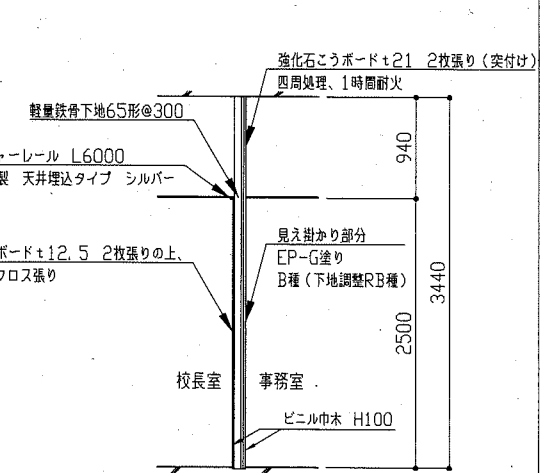 強化石こうボードt21 2枚張り(突付け)
四周処理、1時間耐火
軽量鉄骨下地65形@300
ャーレール L6000
製 天井埋込タイプ シルバー
ボードt12.5 2枚張りの上、
クロス張り
見え掛かり部分
EP-G塗り
B種(下地調整RB種)
940
2500
3440
校長室
事務室
ビニル巾木 H100